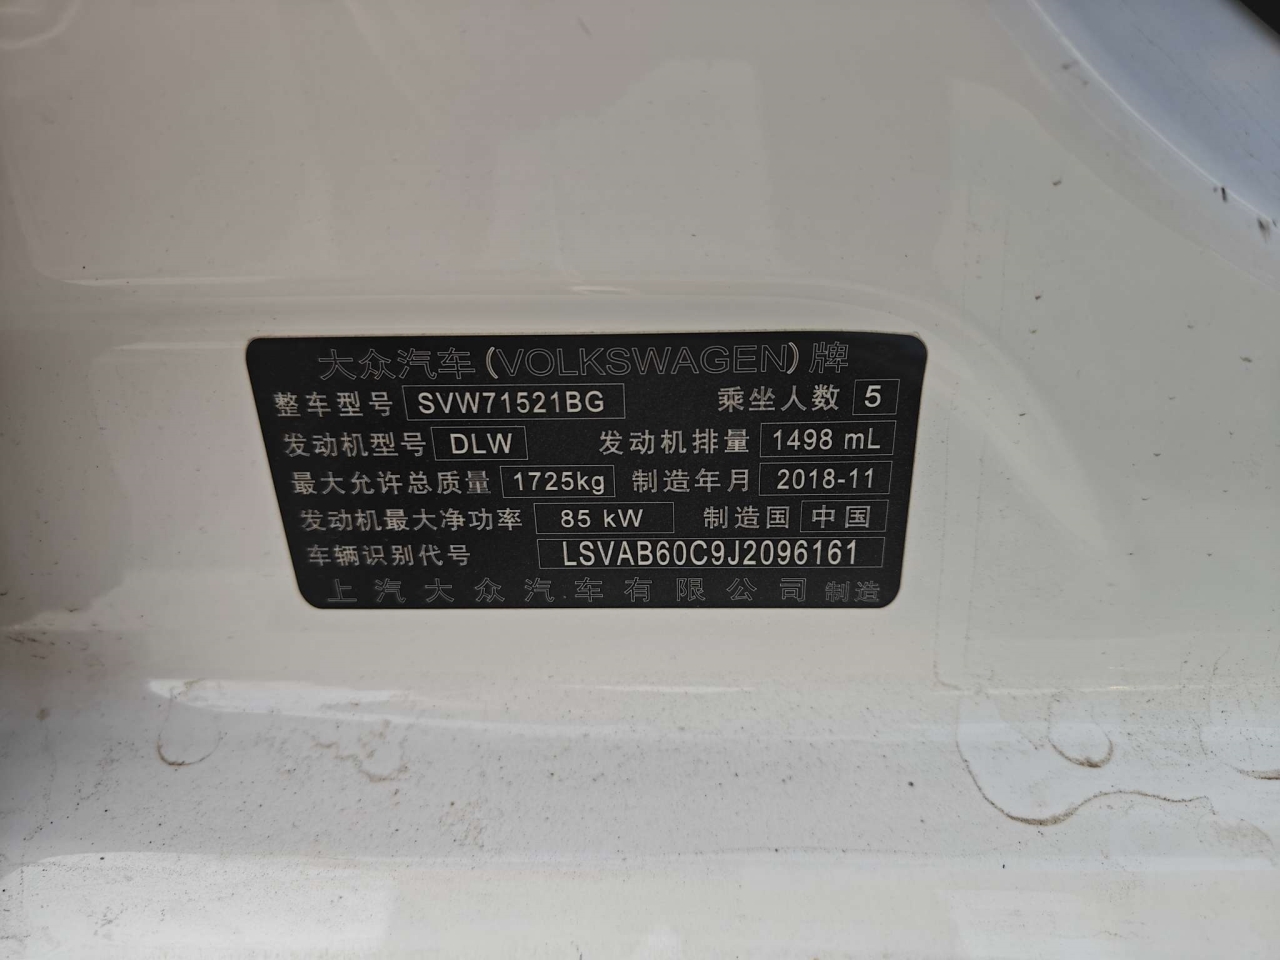 大众汽车(VOLKSWAGEN)牌
整车型号 SVW71521BG 乘坐人数 5
发动机型号 DLW 发动机排量 1498 mL
最大允许总质量 1725kg 制造年月 2018-11
发动机最大净功率 85 kW 制造国 中国
车辆识别代号 LSVAB60C9J2096161
上汽大众汽车有限公司 制造